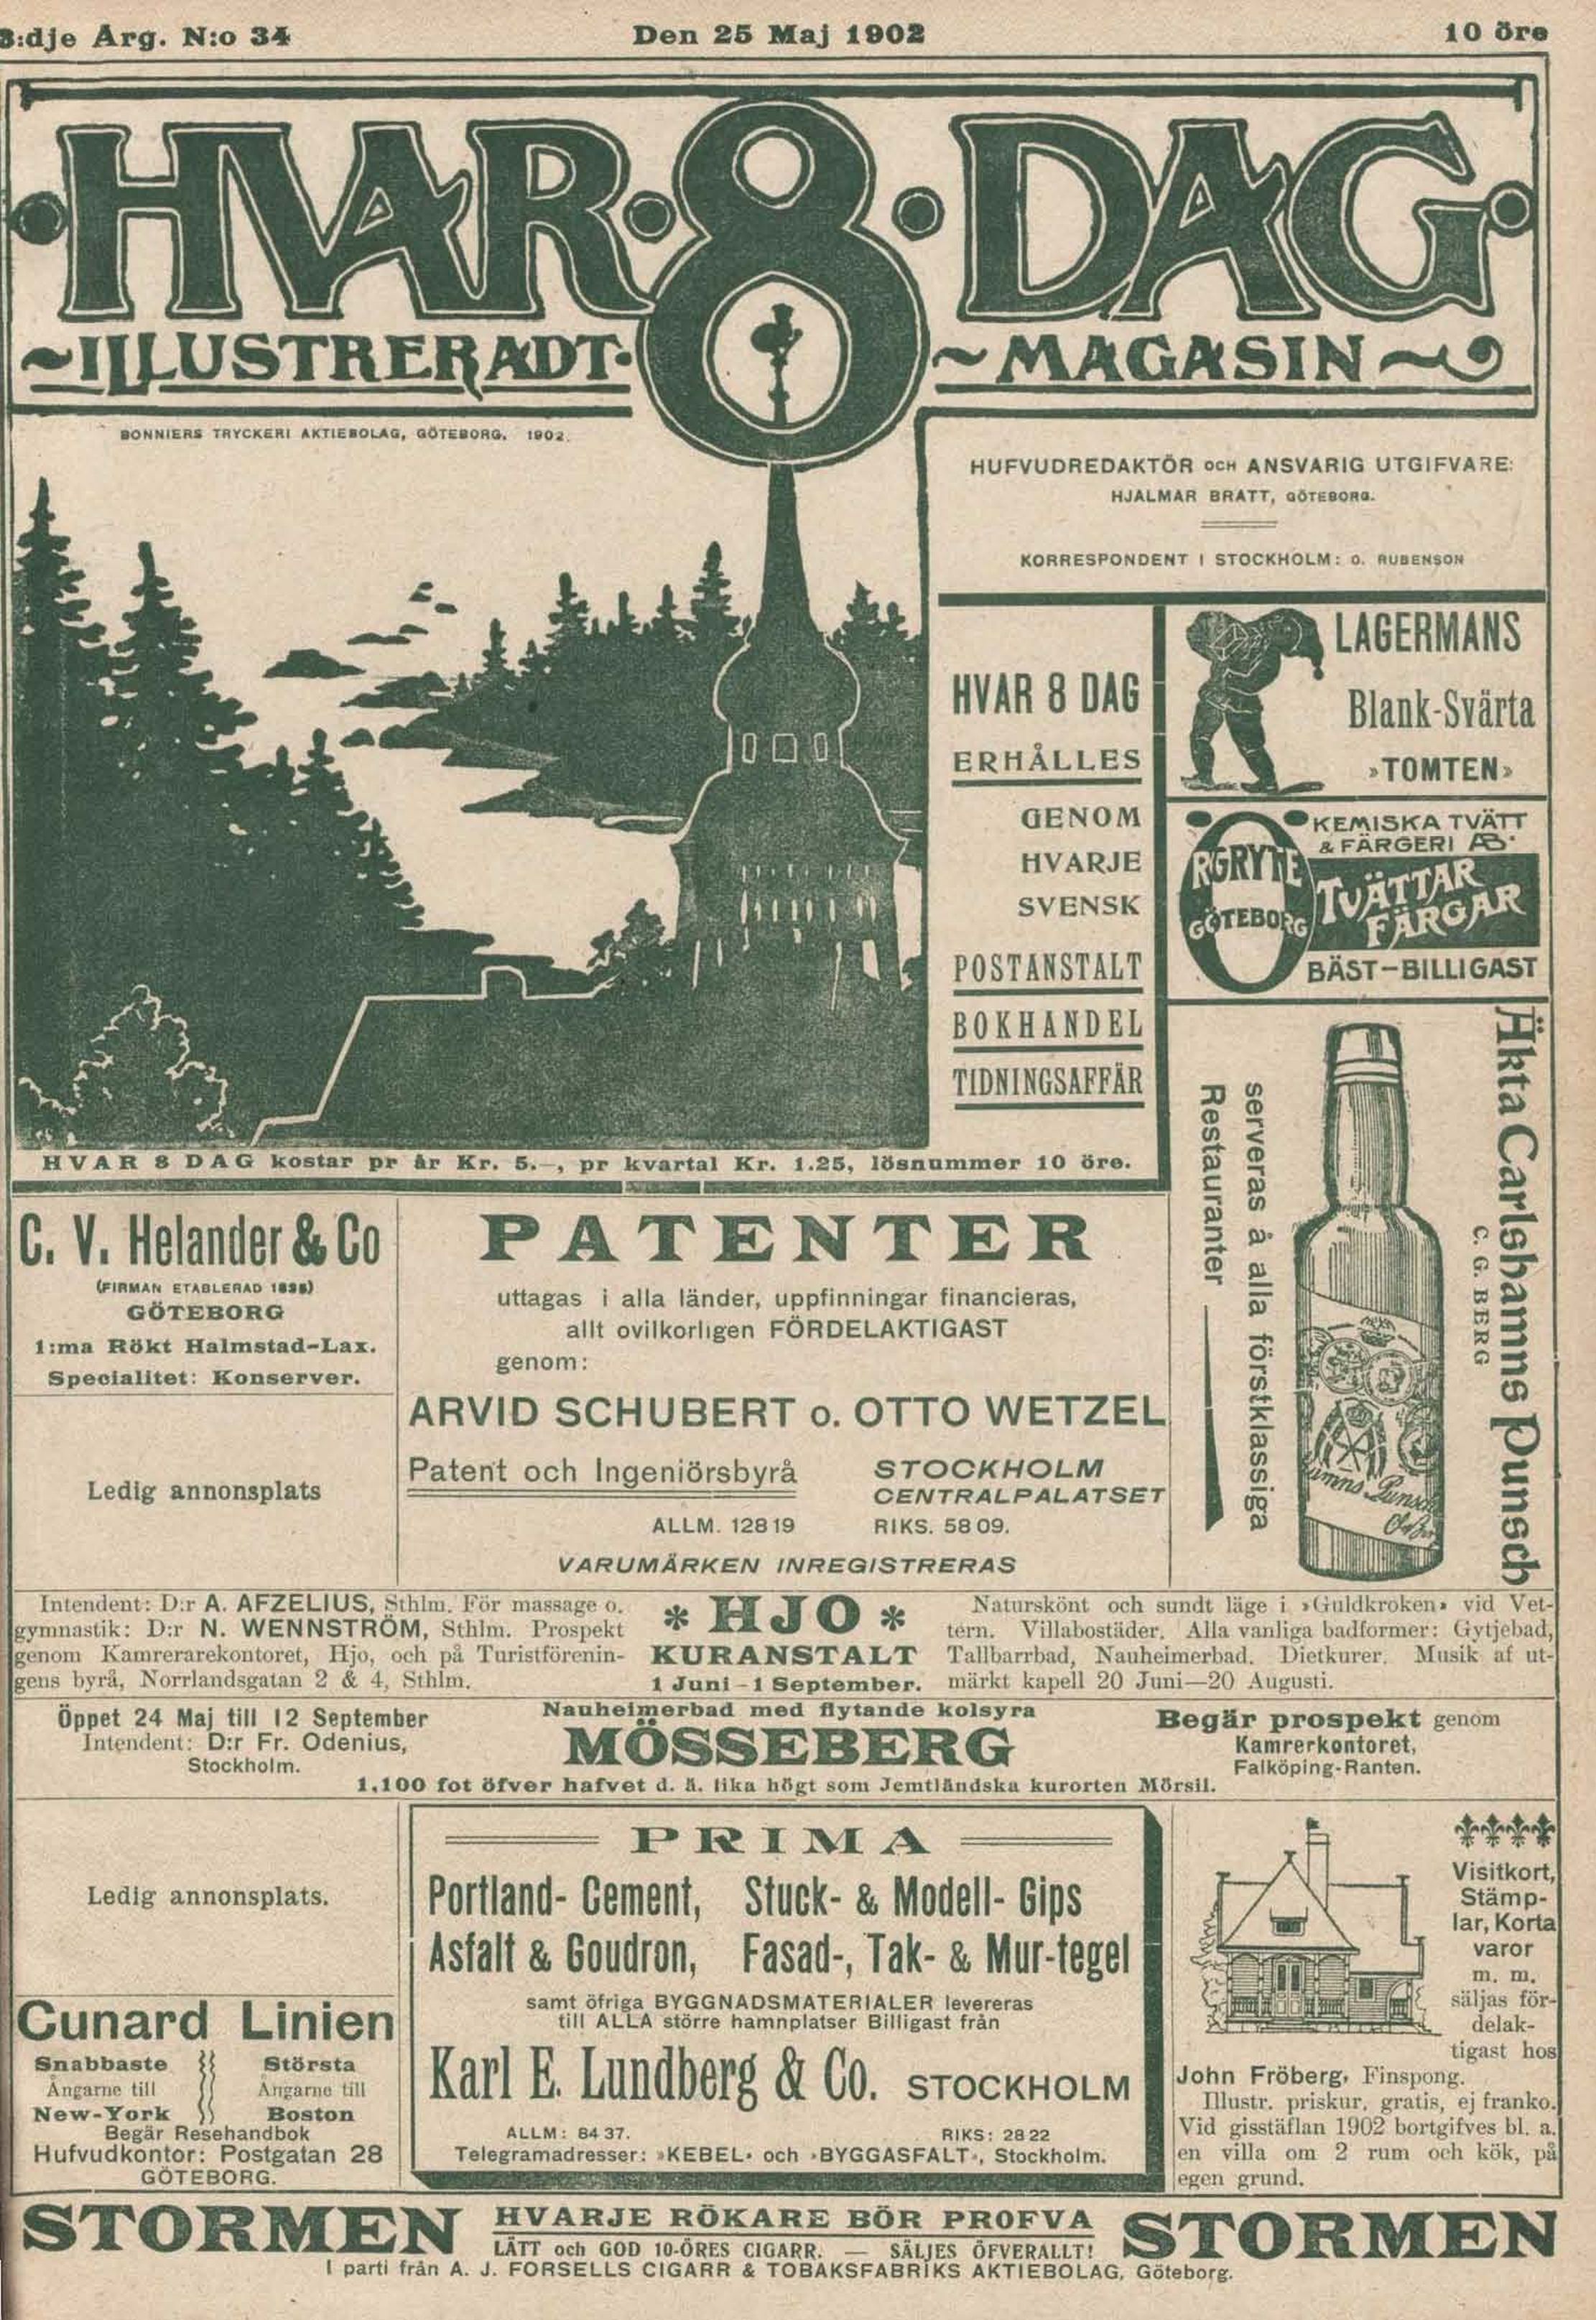 3:dje Årg. N:o 34
Den 25 Maj 1902
10 öre
HVAR·8·DAG
~ILLUSTRERADT·
~MAGASIN~
BONNIERS TRYCKERI AKTIEBOLAG, GÖTEBORG, 1902.
HUFVUDREDAKTÖR OCH ANSVARIG UTGIFVARE:
HJALMAR BRATT, GÖTEBORG.
KORRESPONDENT I STOCKHOLM: O. RUBENSON
HVAR 8 DAG
ERHÅLLES
GENOM
HVARJE
SVENSK
POSTANSTALT
BOKHANDEL
TIDNINGSAFFÄR
LAGERMANS
Blank-Svärta
»TOMTEN»
ÖRGRYTE
GÖTEBORG
KEMISKA TVÄTT
& FÄRGERI AB.
TVÄTTAR
FÄRGAR
BÄST-BILLIGAST
Äkta Carlshamns Punsch
C. G. BERG
serveras å alla förstklassiga
Restauranter
HVAR 8 DAG kostar pr år Kr. 5.—, pr kvartal Kr. 1.25, lösnummer 10 öre.
C. V. Helander & Co
GÖTEBORG
1:ma Rökt Halmstad-Lax.
Specialitet: Konserver.
Ledig annonsplats
PATENTER
uttagas i alla länder, uppfinningar financieras,
allt ovilkorligen FÖRDELAKTIGAST
genom:
ARVID SCHUBERT o. OTTO WETZEL
Patent och Ingeniörsbyrå
STOCKHOLM
CENTRALPALATSET
ALLM. 128 19
RIKS. 58 09.
VARUMÄRKEN INREGISTRERAS
Intendent: D:r A. AFZELIUS, Sthlm. För massage o.
gymnastik: D:r N. WENNSTRÖM, Sthlm. Prospekt
genom Kamrerarekontoret, Hjo, och på Turistförenin-
gens byrå, Norrlandsgatan 2 & 4, Sthlm.
* HJO *
KURANSTALT
1 Juni–1 September.
Naturskönt och sundt läge i »Guldkroken» vid Vet-
tern. Villabostäder. Alla vanliga badformer: Gytjebad,
Tallbarrbad, Nauheimerbad. Dietkurer. Musik af ut-
märkt kapell 20 Juni—20 Augusti.
Öppet 24 Maj till 12 September
Intendent: D:r Fr. Odenius,
Stockholm.
Nauheimerbad med flytande kolsyra
MÖSSEBERG
1,100 fot öfver hafvet d. ä. lika högt som Jemtländska kurorten Mörsil.
Begär prospekt genom
Kamrerkontoret,
Falköping-Ranten.
Ledig annonsplats.
Cunard Linien
Snabbaste
Ångarne till
New-York
Största
Ångarne till
Boston
Begär Resehandbok
Hufvudkontor: Postgatan 28
GÖTEBORG.
PRIMA
Portland- Cement, Stuck- & Modell- Gips
Asfalt & Goudron, Fasad-, Tak- & Mur-tegel
samt öfriga BYGGNADSMATERIALER levereras
till ALLA större hamnplatser Billigast från
Karl E. Lundberg & Co. STOCKHOLM
ALLM: 84 37.
RIKS: 28 22
Telegramadresser: »KEBEL» och »BYGGASFALT», Stockholm.
Visitkort,
Stämp-
lar, Korta
varor
m. m.
säljas för-
delak-
tigast hos
John Fröberg, Finspong.
Illustr. priskur. gratis, ej franko.
Vid gisstäflan 1902 bortgifves bl. a.
en villa om 2 rum och kök, på
egen grund.
STORMEN
HVARJE RÖKARE BÖR PROFVA
LÄTT och GOD 10-ÖRES CIGARR. — SÄLJES ÖFVERALLT!
STORMEN
I parti från A. J. FORSELLS CIGARR & TOBAKSFABRIKS AKTIEBOLAG, Göteborg.